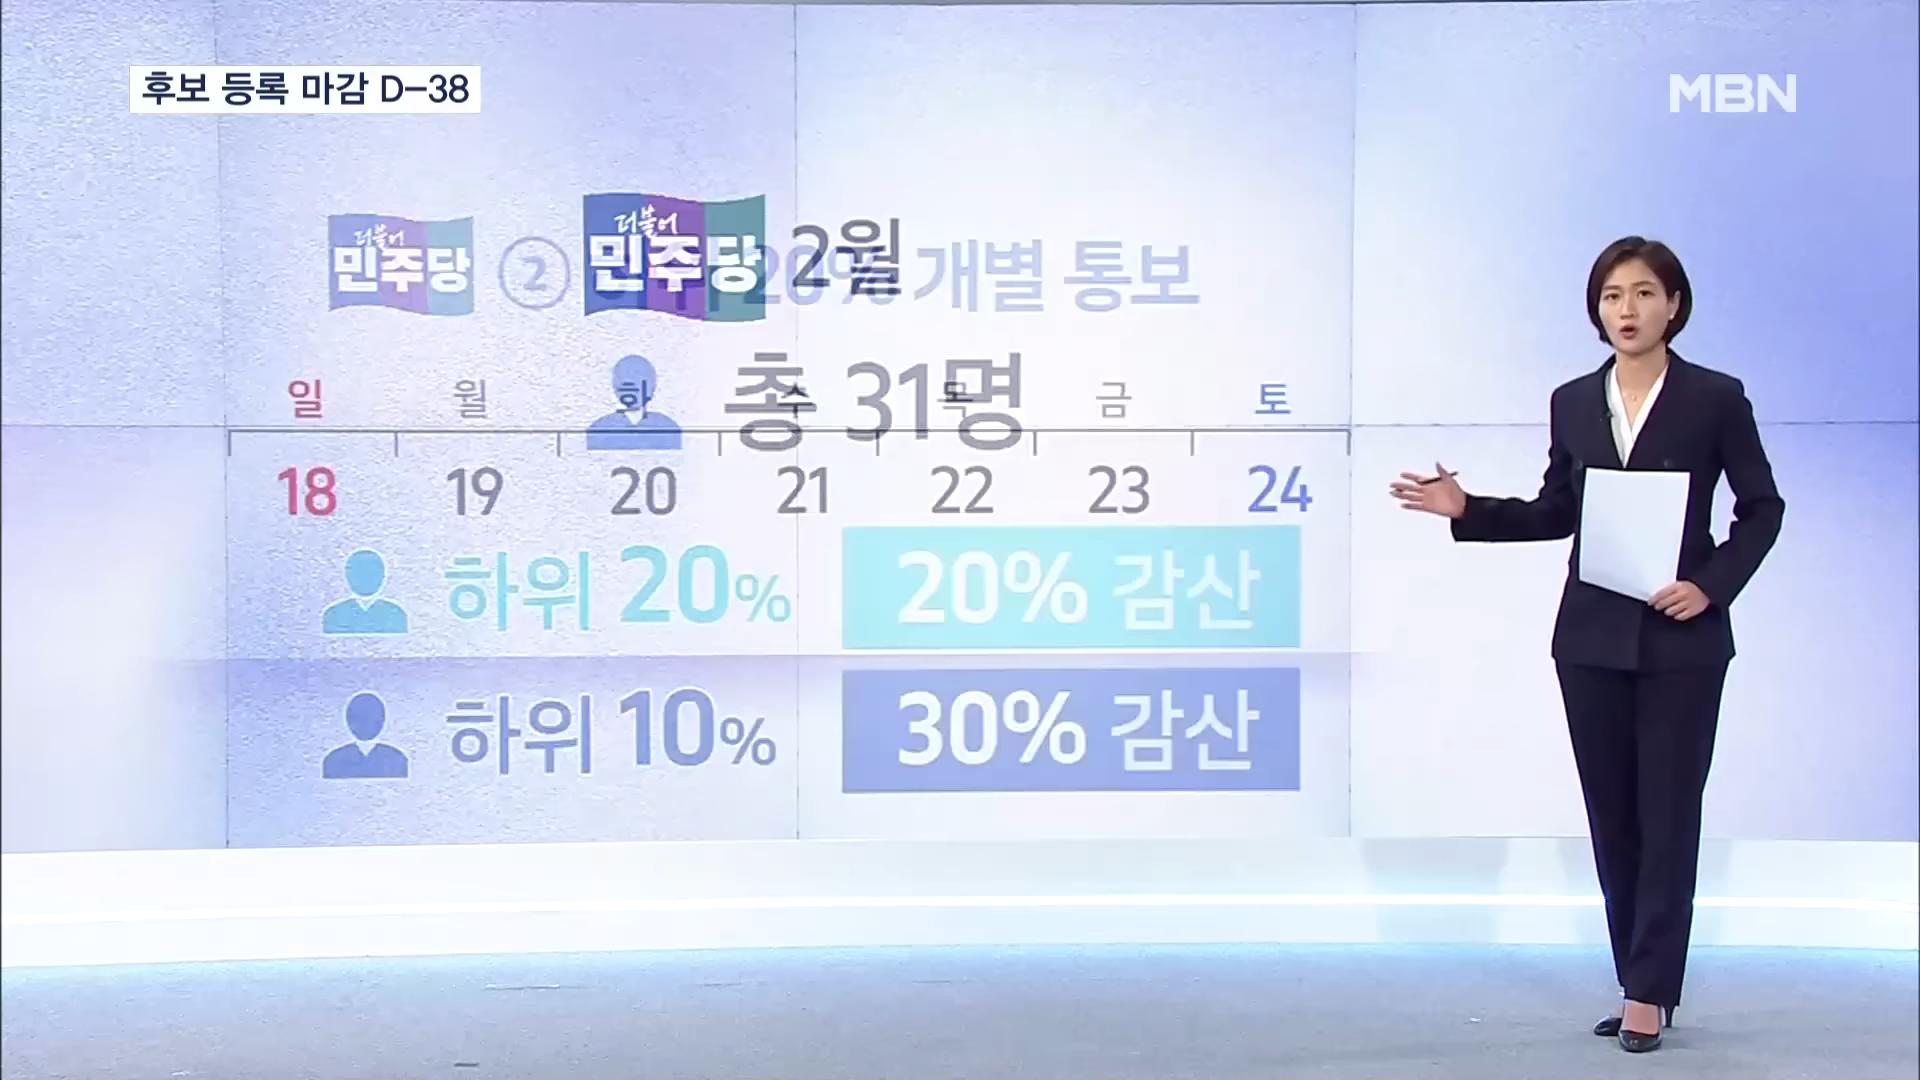 후보 등록 마감 D-38
MBN
더불어
민주당
② 20% 개별 통보
더불어
민주당
2월
총 31명
일 월 화 수 목 금 토
18 19 20 21 22 23 24
하위 20% 20% 감산
하위 10% 30% 감산